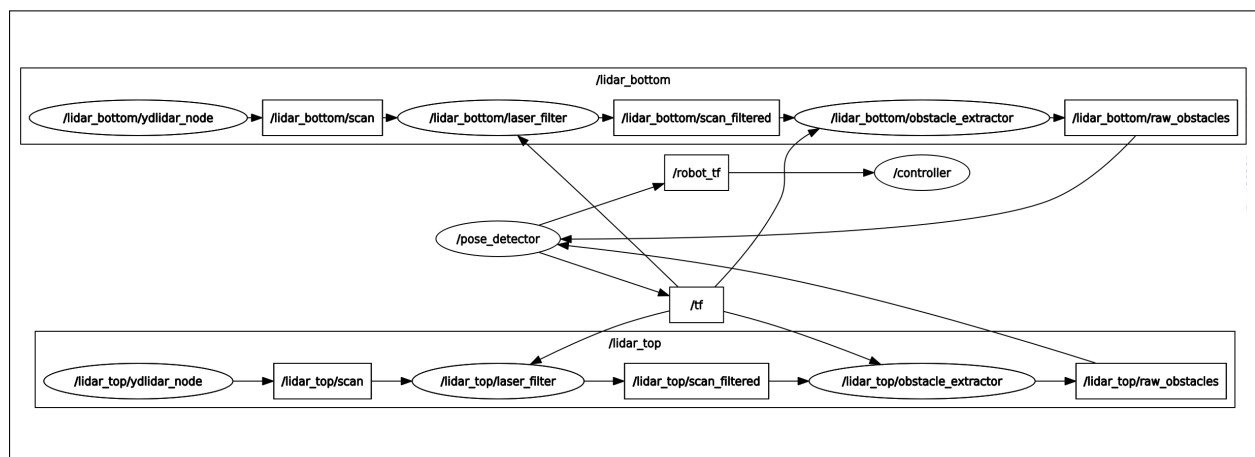 /lidar_bottom
/lidar_bottom/ydlidar_node
/lidar_bottom/scan
/lidar_bottom/laser_filter
/lidar_bottom/scan_filtered
/lidar_bottom/obstacle_extractor
/lidar_bottom/raw_obstacles
/robot_tf
/controller
/pose_detector
/tf
/lidar_top
/lidar_top/ydlidar_node
/lidar_top/scan
/lidar_top/laser_filter
/lidar_top/scan_filtered
/lidar_top/obstacle_extractor
/lidar_top/raw_obstacles